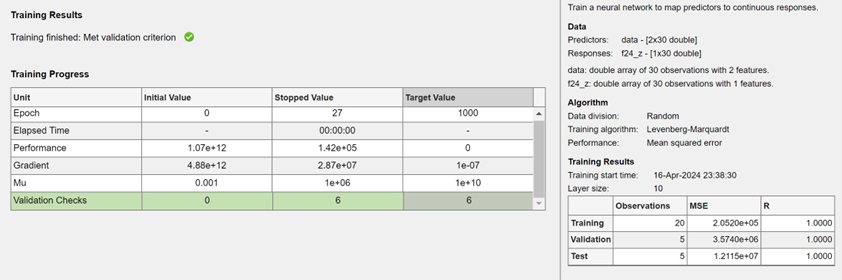 Training Results
Training finished: Met validation criterion
Training Progress
Unit Initial Value Stopped Value Target Value
Epoch 0 27 1000
Elapsed Time - 00:00:00 -
Performance 1.07e+12 1.42e+05 0
Gradient 4.88e+12 2.87e+07 1e-07
Mu 0.001 1e+06 1e+10
Validation Checks 0 6 6
Train a neural network to map predictors to continuous responses.
Data
Predictors: data - [2x30 double]
Responses: f24_z - [1x30 double]
data: double array of 30 observations with 2 features.
f24_z: double array of 30 observations with 1 features.
Algorithm
Data division: Random
Training algorithm: Levenberg-Marquardt
Performance: Mean squared error
Training Results
Training start time: 16-Apr-2024 23:38:30
Layer size: 10
Observations MSE R
Training 20 2.0520e+05 1.0000
Validation 5 3.5740e+06 1.0000
Test 5 1.2115e+07 1.0000